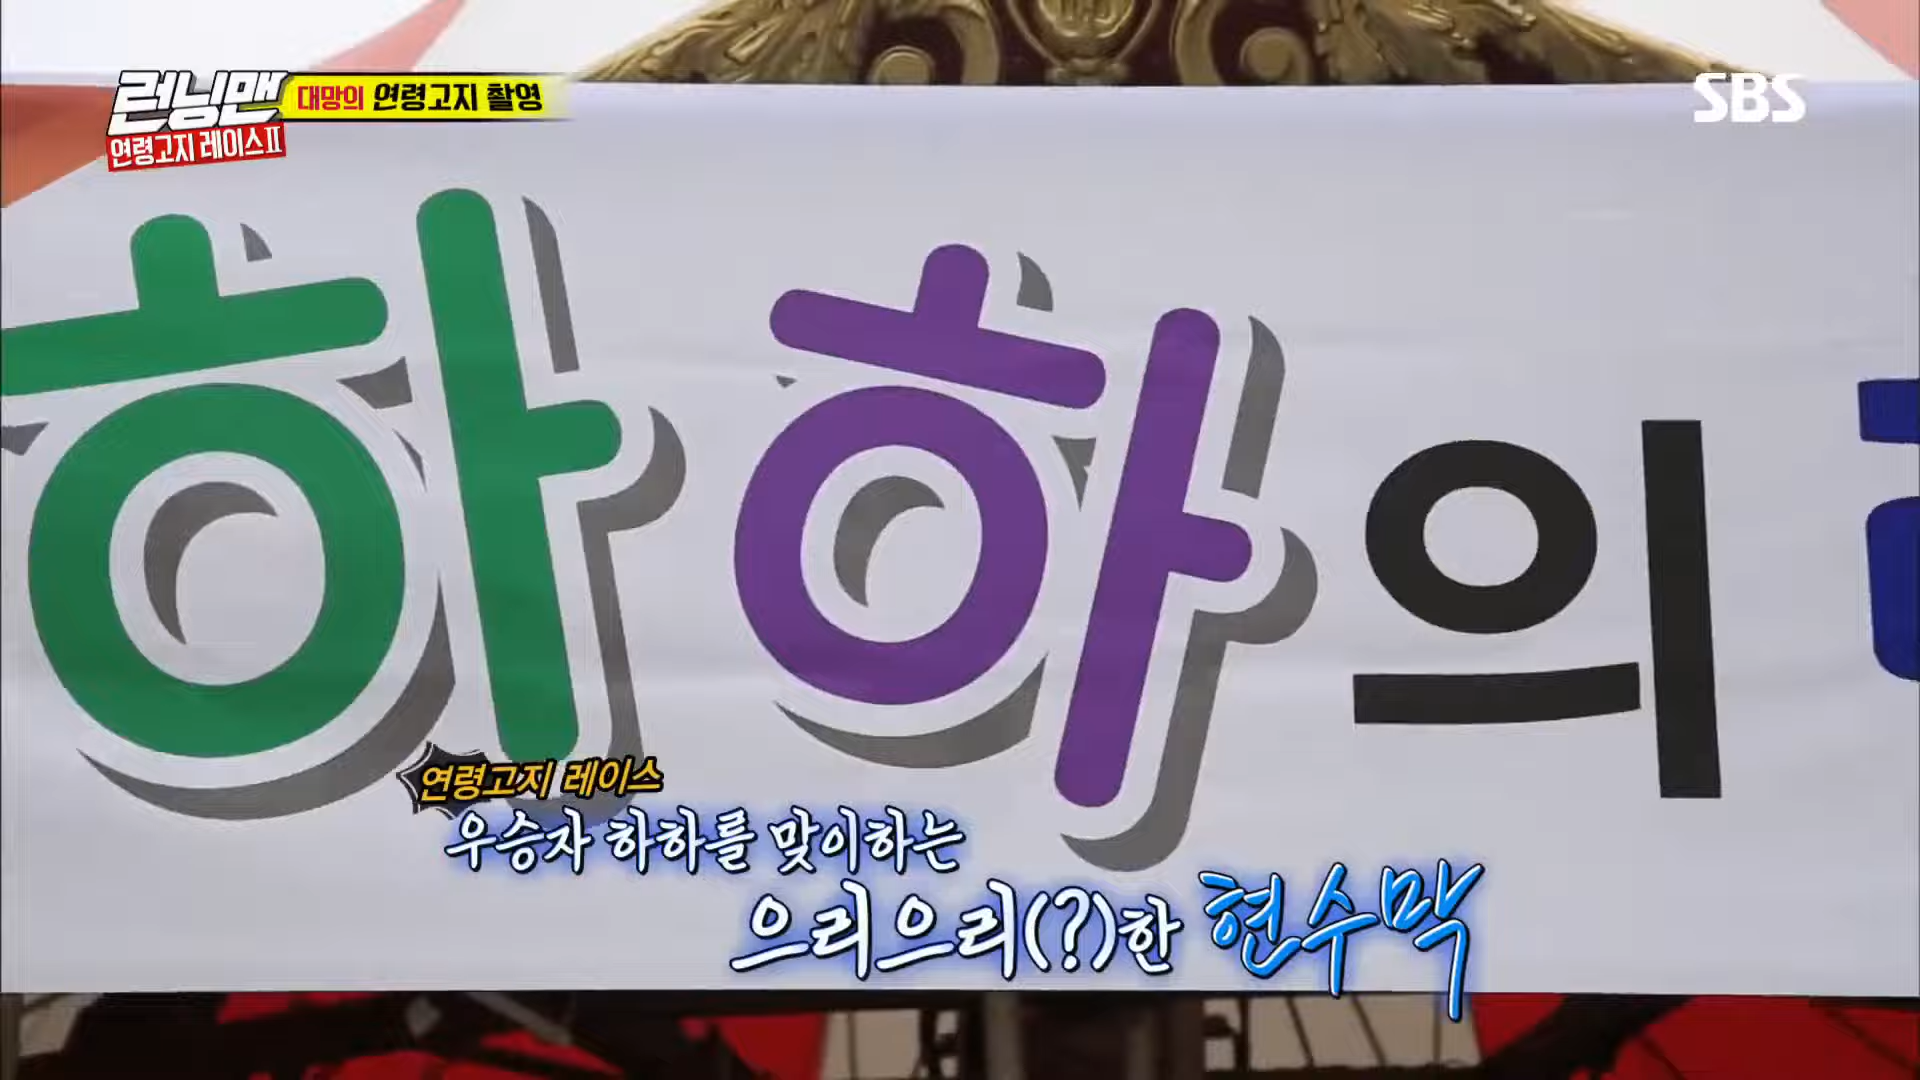 런닝맨 대망의 연령고지 촬영
연령고지 레이스Ⅱ
SBS
하하의
연령고지 레이스
우승자 하하를 맞이하는
으리으리(?)한 현수막